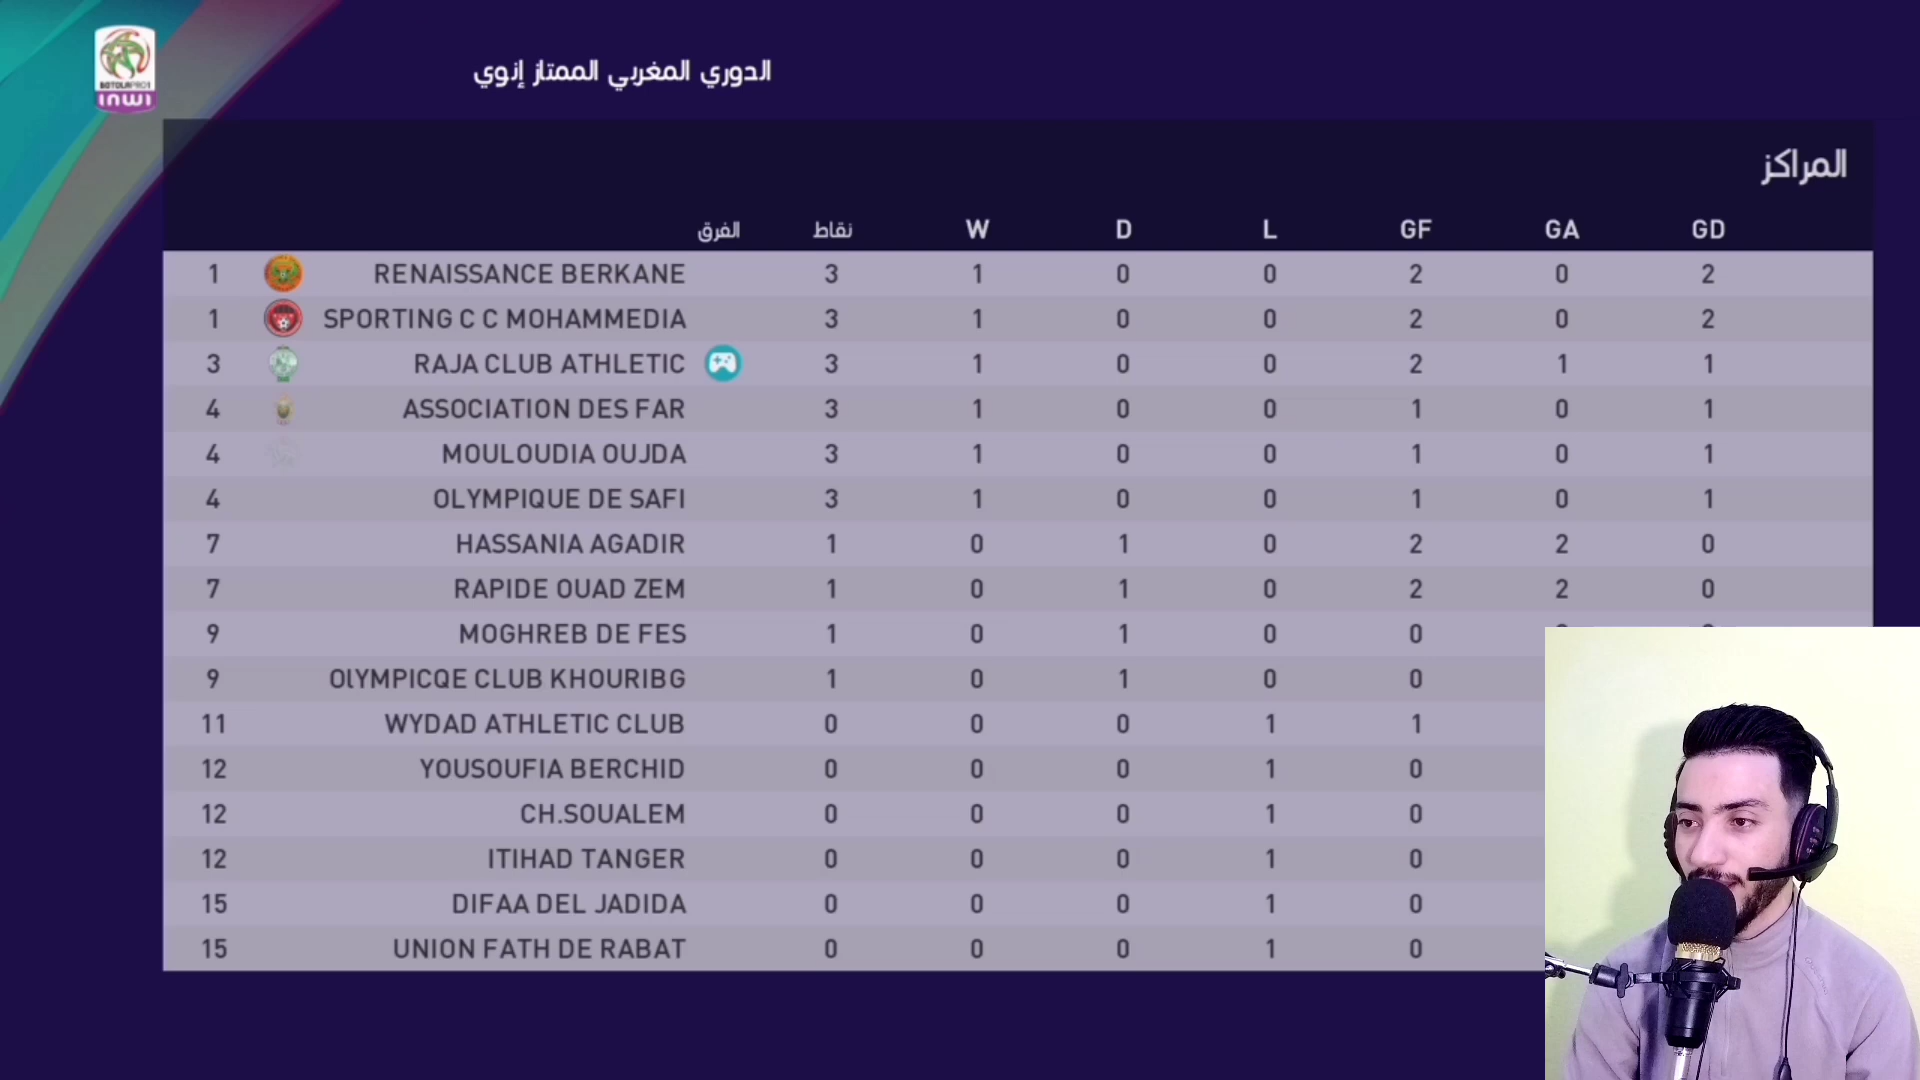 BOTOLA PRO1
inwi
الدوري المغربي الممتاز إنوي
المراكز
الفرق نقاط W D L GF GA GD
1 RENAISSANCE BERKANE 3 1 0 0 2 0 2
1 SPORTING C C MOHAMMEDIA 3 1 0 0 2 0 2
3 RAJA CLUB ATHLETIC 3 1 0 0 2 1 1
4 ASSOCIATION DES FAR 3 1 0 0 1 0 1
4 MOULOUDIA OUJDA 3 1 0 0 1 0 1
4 OLYMPIQUE DE SAFI 3 1 0 0 1 0 1
7 HASSANIA AGADIR 1 0 1 0 2 2 0
7 RAPIDE OUAD ZEM 1 0 1 0 2 2 0
9 MOGHREB DE FES 1 0 1 0 0
9 OlYMPICQE CLUB KHOURIBG 1 0 1 0 0
11 WYDAD ATHLETIC CLUB 0 0 0 1 1
12 YOUSOUFIA BERCHID 0 0 0 1 0
12 CH.SOUALEM 0 0 0 1 0
12 ITIHAD TANGER 0 0 0 1 0
15 DIFAA DEL JADIDA 0 0 0 1 0
15 UNION FATH DE RABAT 0 0 0 1 0